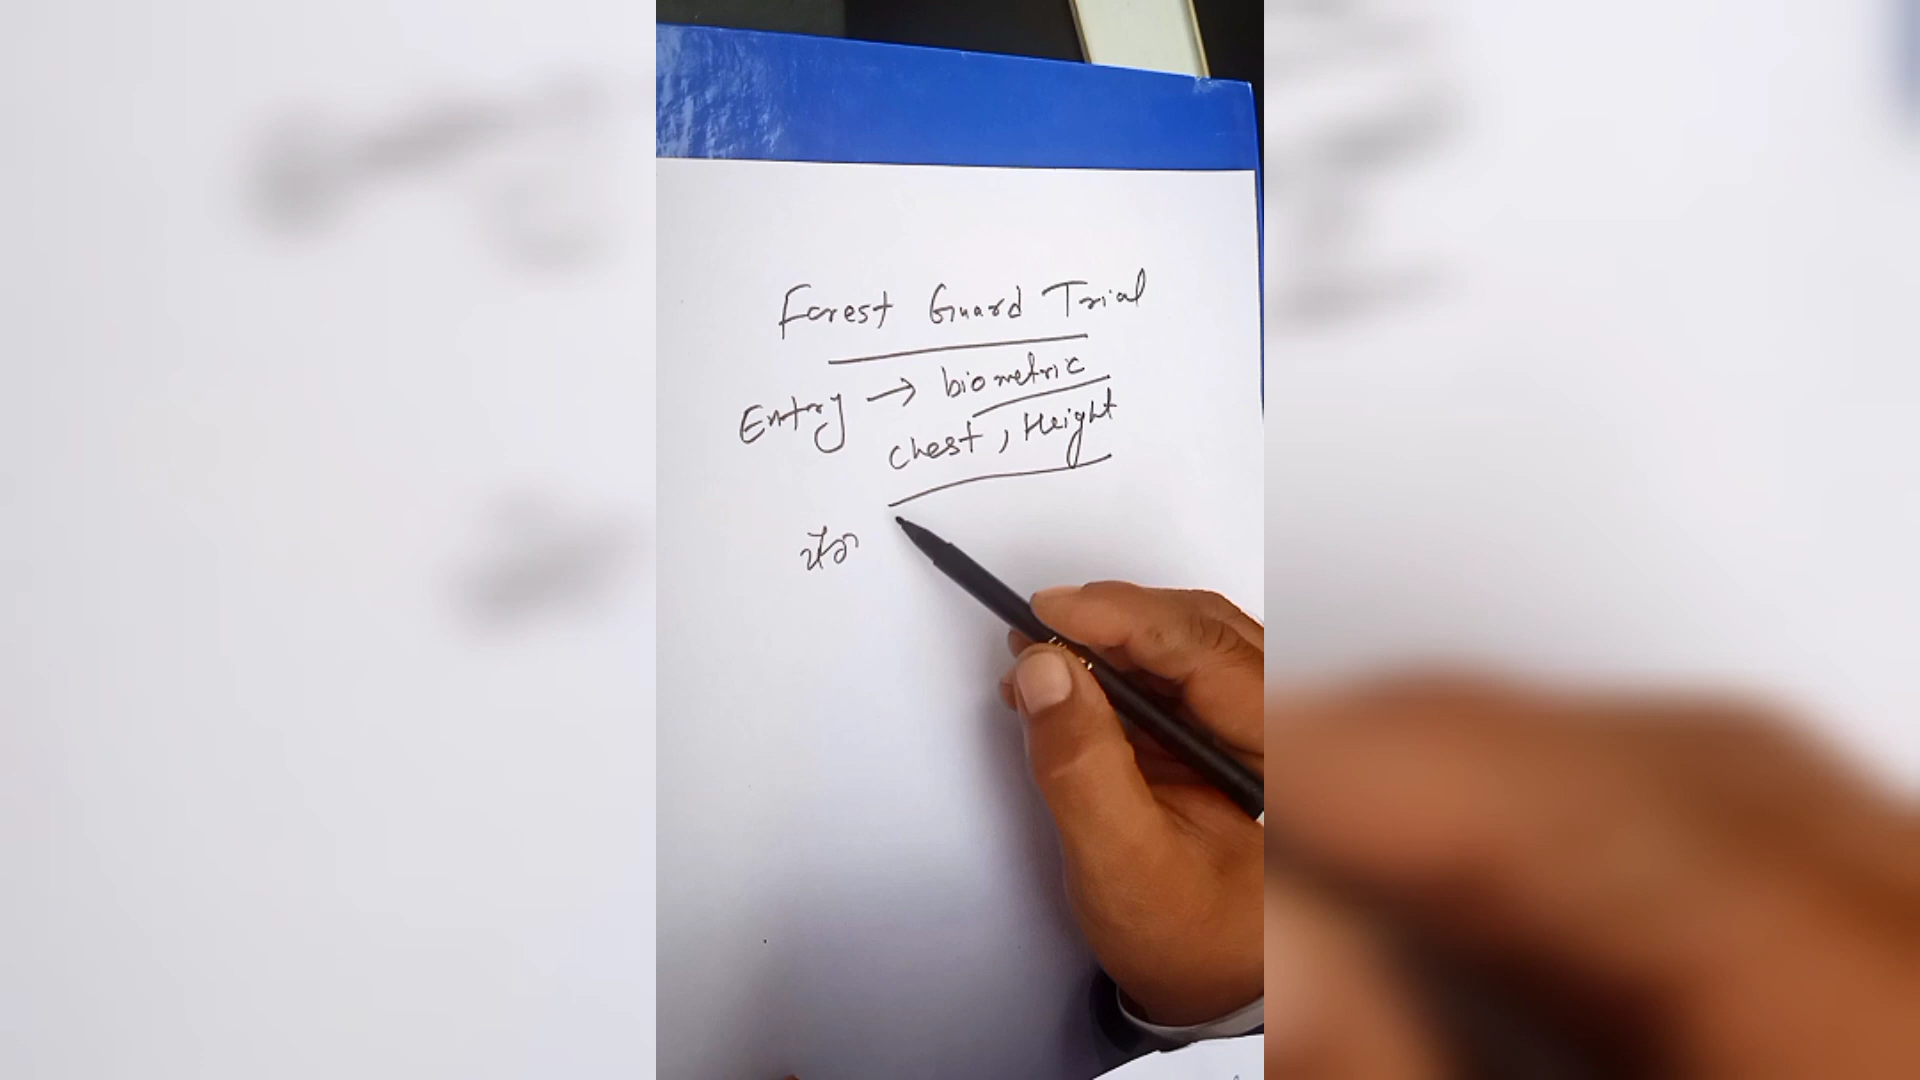 Forest Guard Trial
Entry → biometric
chest, Height